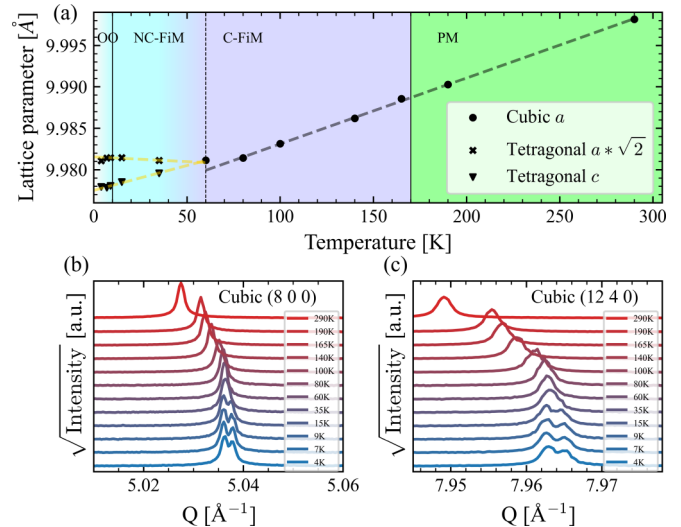 (a)
OO NC-FiM C-FiM PM
Lattice parameter [Å]
9.995
9.990
9.985
9.980
Cubic a
Tetragonal a ∗ √2
Tetragonal c
0 50 100 150 200 250 300
Temperature [K]
(b)
Cubic (8 0 0)
√Intensity [a.u.]
290K
190K
165K
140K
100K
80K
60K
35K
15K
9K
7K
4K
5.02 5.04 5.06
Q [Å⁻¹]
(c)
Cubic (12 4 0)
√Intensity [a.u.]
290K
190K
165K
140K
100K
80K
60K
35K
15K
9K
7K
4K
7.95 7.96 7.97
Q [Å⁻¹]